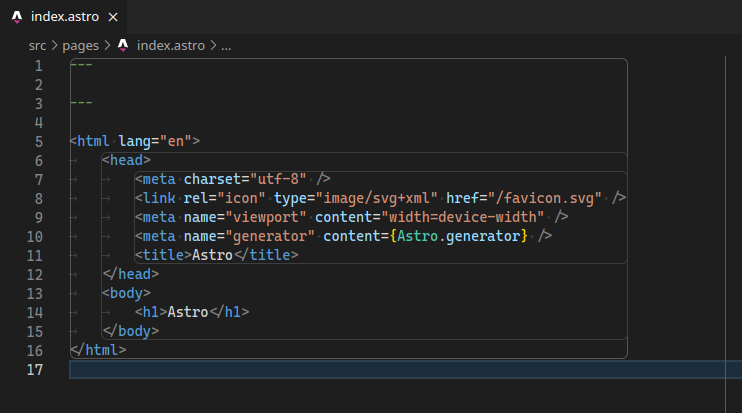 index.astro ×
src > pages > index.astro > ...
1 ---
2
3 ---
4
5 <html lang="en">
6 <head>
7 <meta charset="utf-8" />
8 <link rel="icon" type="image/svg+xml" href="/favicon.svg" />
9 <meta name="viewport" content="width=device-width" />
10 <meta name="generator" content={Astro.generator} />
11 <title>Astro</title>
12 </head>
13 <body>
14 <h1>Astro</h1>
15 </body>
16 </html>
17